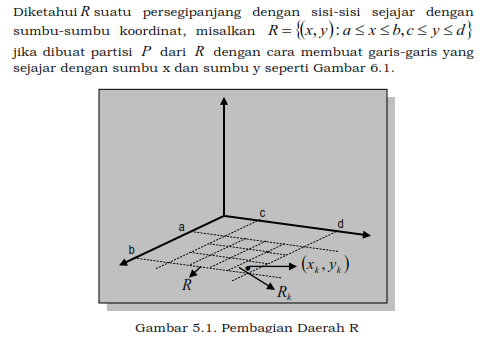 Diketahui R suatu persegipanjang dengan sisi-sisi sejajar dengan
sumbu-sumbu koordinat, misalkan R = {(x, y): a ≤ x ≤ b, c ≤ y ≤ d}
jika dibuat partisi P dari R dengan cara membuat garis-garis yang
sejajar dengan sumbu x dan sumbu y seperti Gambar 6.1.
c
a
d
b
(xₖ, yₖ)
R
Rₖ
Gambar 5.1. Pembagian Daerah R